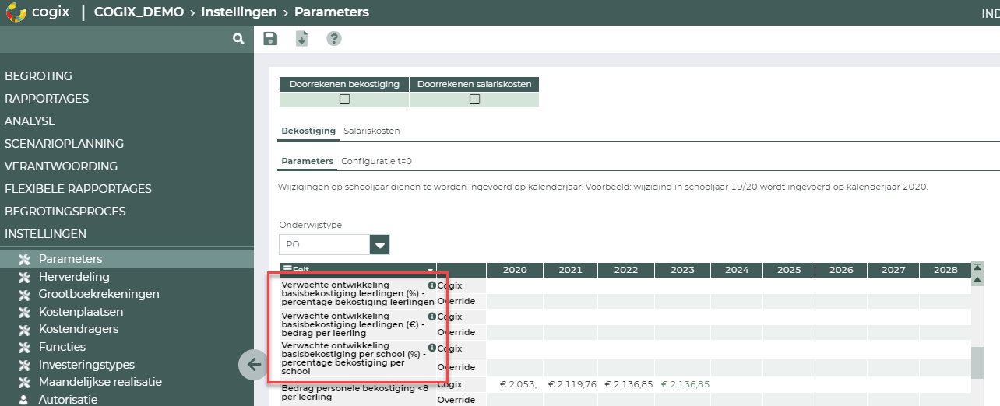 cogix | COGIX_DEMO › Instellingen › Parameters
IND
BEGROTING
RAPPORTAGES
ANALYSE
SCENARIOPLANNING
VERANTWOORDING
FLEXIBELE RAPPORTAGES
BEGROTINGSPROCES
INSTELLINGEN
Parameters
Herverdeling
Grootboekrekeningen
Kostenplaatsen
Kostendragers
Functies
Investeringstypes
Maandelijkse realisatie
Autorisatie
Doorrekenen bekostiging Doorrekenen salariskosten
Bekostiging Salariskosten
Parameters Configuratie t=0
Wijzigingen op schooljaar dienen te worden ingevoerd op kalenderjaar. Voorbeeld: wijziging in schooljaar 19/20 wordt ingevoerd op kalenderjaar 2020.
Onderwijstype
PO
Feit 2020 2021 2022 2023 2024 2025 2026 2027 2028
Verwachte ontwikkeling
basisbekostiging leerlingen (%) -
percentage bekostiging leerlingen
Cogix
Override
Verwachte ontwikkeling
basisbekostiging leerlingen (€) -
bedrag per leerling
Cogix
Override
Verwachte ontwikkeling
basisbekostiging per school (%) -
percentage bekostiging per
school
Cogix
Override
Bedrag personele bekostiging <8
per leerling
Cogix € 2.053,... € 2.119,76 € 2.136,85 € 2.136,85
Override